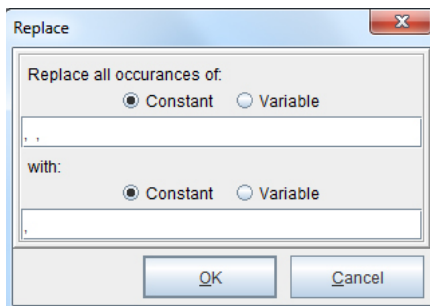 Replace
Replace all occurances of:
Constant Variable
, ,
with:
Constant Variable
,
OK Cancel